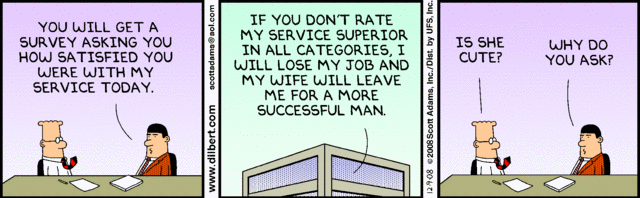 YOU WILL GET A
SURVEY ASKING YOU
HOW SATISFIED YOU
WERE WITH MY
SERVICE TODAY.
www.dilbert.com
scottadams@aol.com
IF YOU DON'T RATE
MY SERVICE SUPERIOR
IN ALL CATEGORIES, I
WILL LOSE MY JOB AND
MY WIFE WILL LEAVE
ME FOR A MORE
SUCCESSFUL MAN.
12-9-08 ©2008 Scott Adams, Inc./Dist. by UFS, Inc.
IS SHE
CUTE?
WHY DO
YOU ASK?